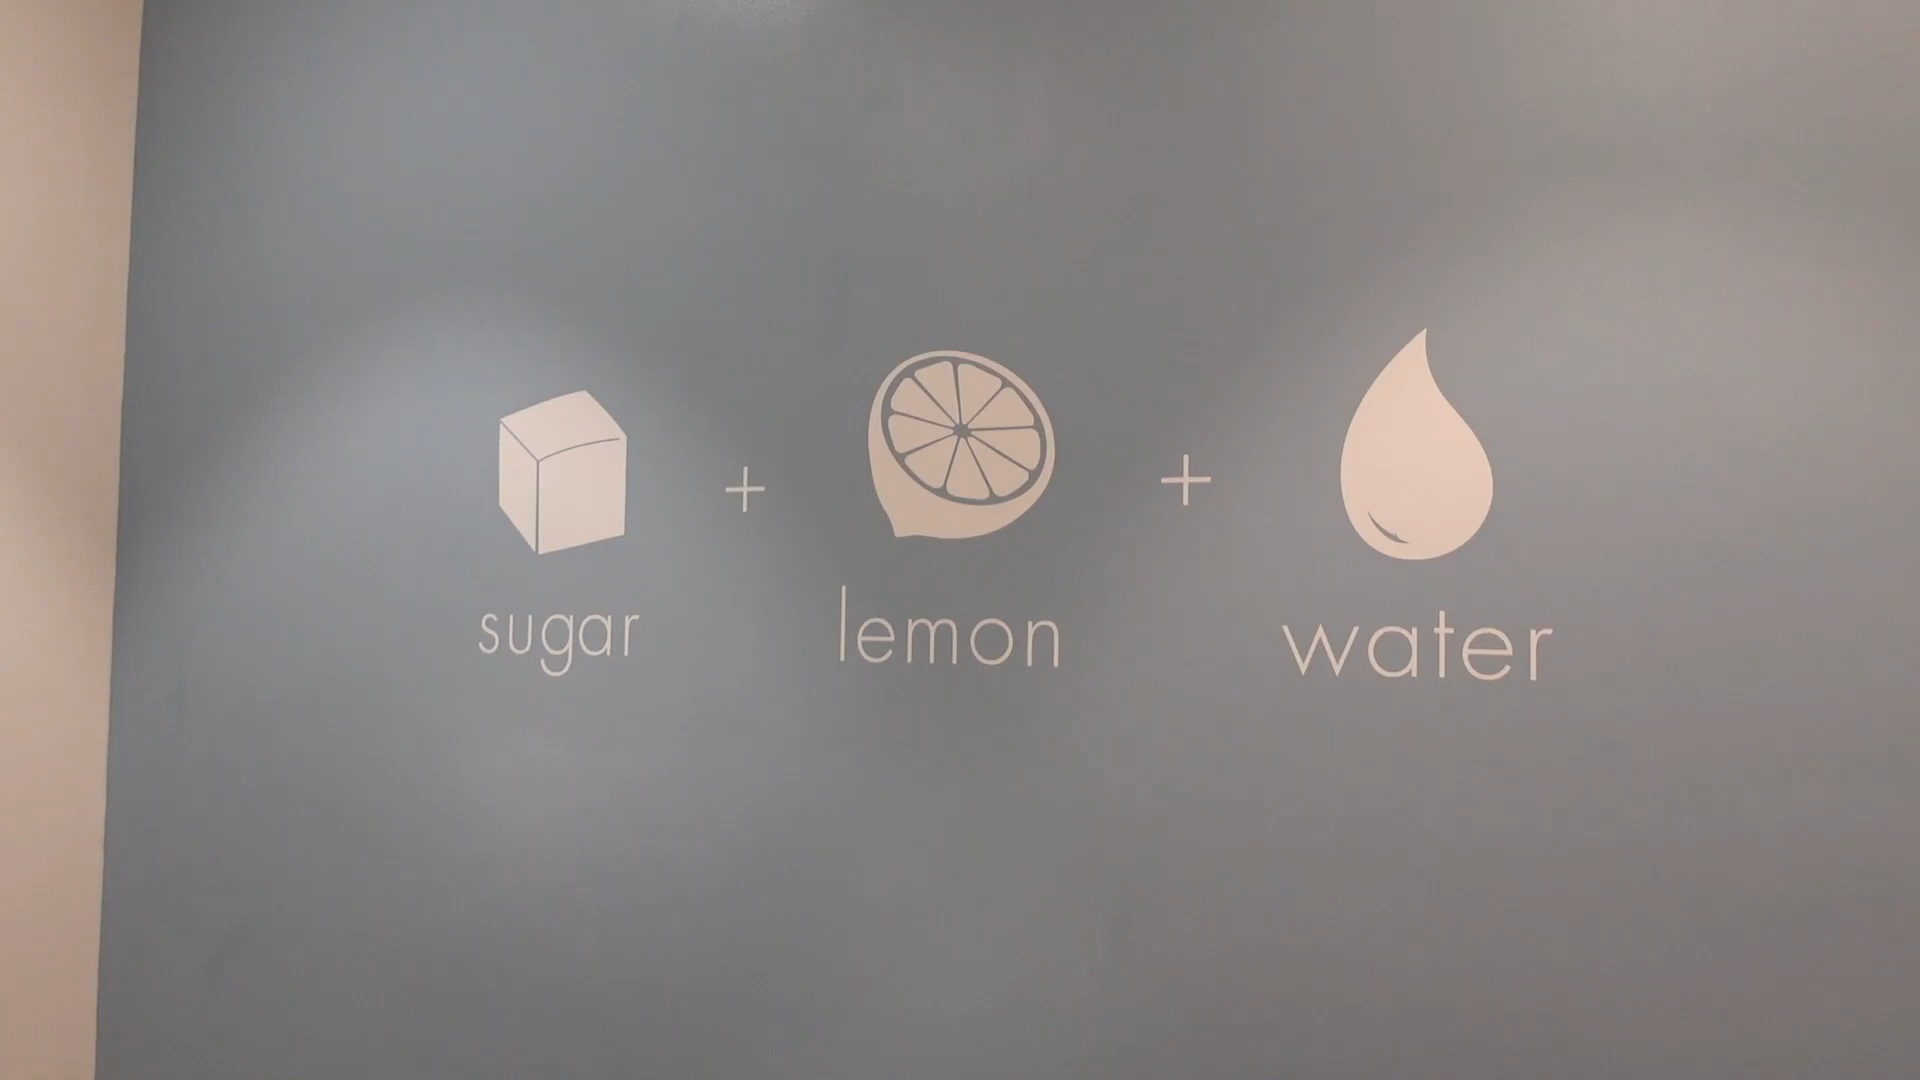 sugar + lemon + water